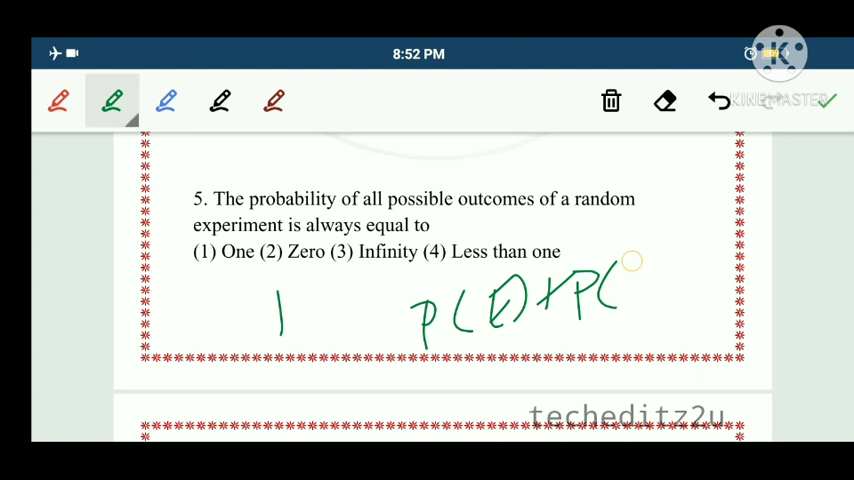 8:52 PM
KINEMASTER
5. The probability of all possible outcomes of a random
experiment is always equal to
(1) One (2) Zero (3) Infinity (4) Less than one
1 P(E)+P(
techeditz2u